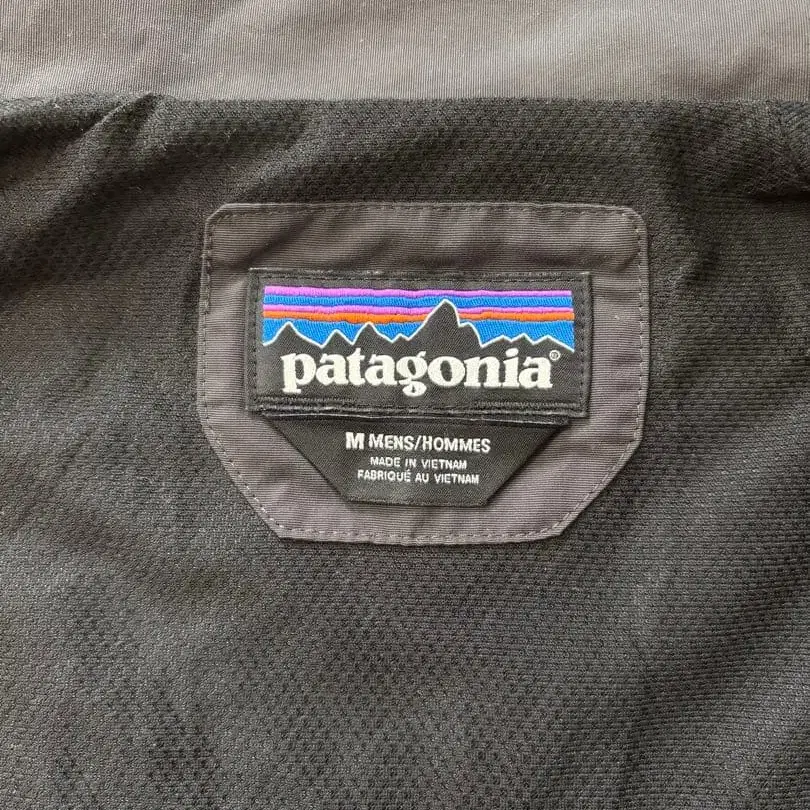 patagonia®
M MENS/HOMMES
MADE IN VIETNAM
FABRIQUÉ AU VIETNAM